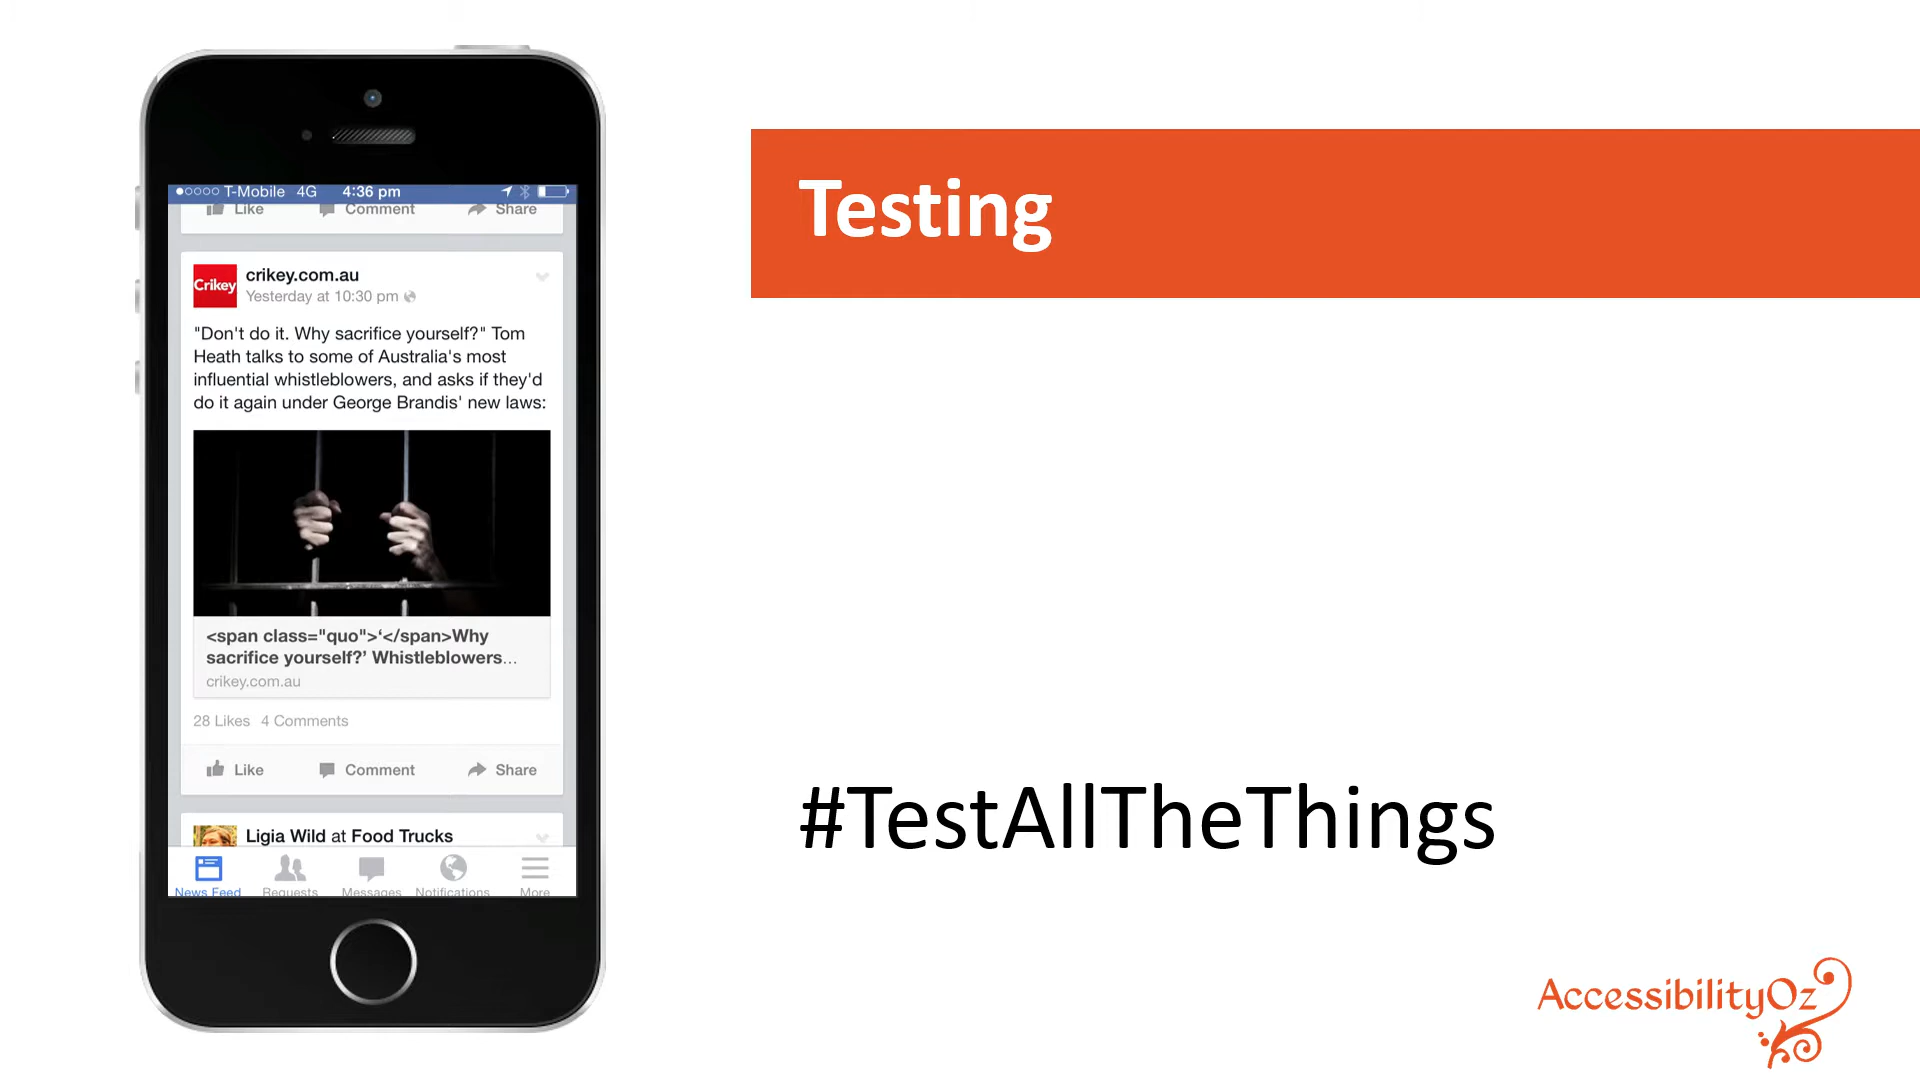 T-Mobile 4G 4:36 pm
Like Comment Share
Crikey
crikey.com.au
Yesterday at 10:30 pm
"Don't do it. Why sacrifice yourself?" Tom
Heath talks to some of Australia's most
influential whistleblowers, and asks if they'd
do it again under George Brandis' new laws:
<span class="quo">‘</span>Why
sacrifice yourself?’ Whistleblowers...
crikey.com.au
28 Likes 4 Comments
Like Comment Share
Ligia Wild at Food Trucks
News Feed Requests Messages Notifications More
Testing
#TestAllTheThings
AccessibilityOz